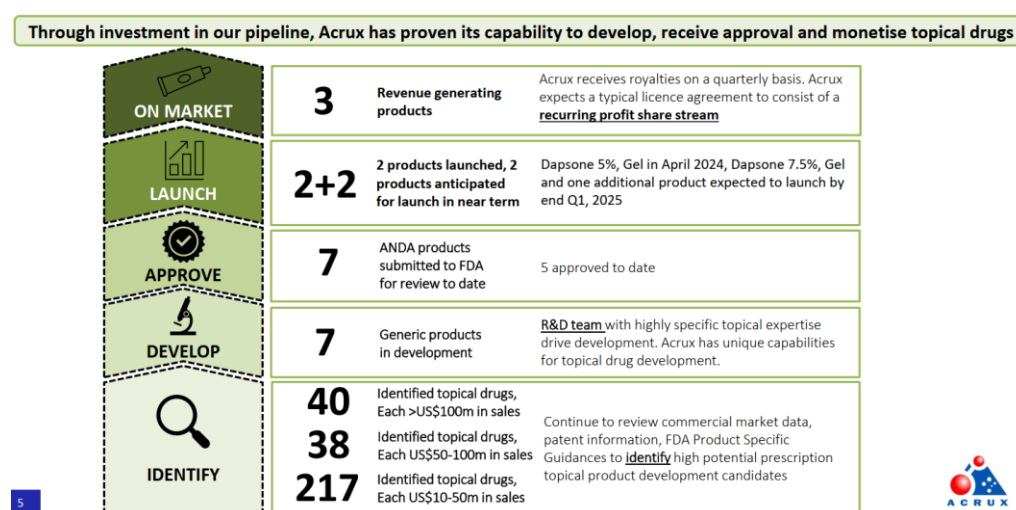 Through investment in our pipeline, Acrux has proven its capability to develop, receive approval and monetise topical drugs
ON MARKET
3
Revenue generating
products
Acrux receives royalties on a quarterly basis. Acrux
expects a typical licence agreement to consist of a
recurring profit share stream
LAUNCH
2+2
2 products launched, 2
products anticipated
for launch in near term
Dapsone 5%, Gel in April 2024, Dapsone 7.5%, Gel
and one additional product expected to launch by
end Q1, 2025
APPROVE
7
ANDA products
submitted to FDA
for review to date
5 approved to date
DEVELOP
7
Generic products
in development
R&D team with highly specific topical expertise
drive development. Acrux has unique capabilities
for topical drug development.
IDENTIFY
40
Identified topical drugs,
Each >US$100m in sales
38
Identified topical drugs,
Each US$50-100m in sales
217
Identified topical drugs,
Each US$10-50m in sales
Continue to review commercial market data,
patent information, FDA Product Specific
Guidances to identify high potential prescription
topical product development candidates
5
ACRUX